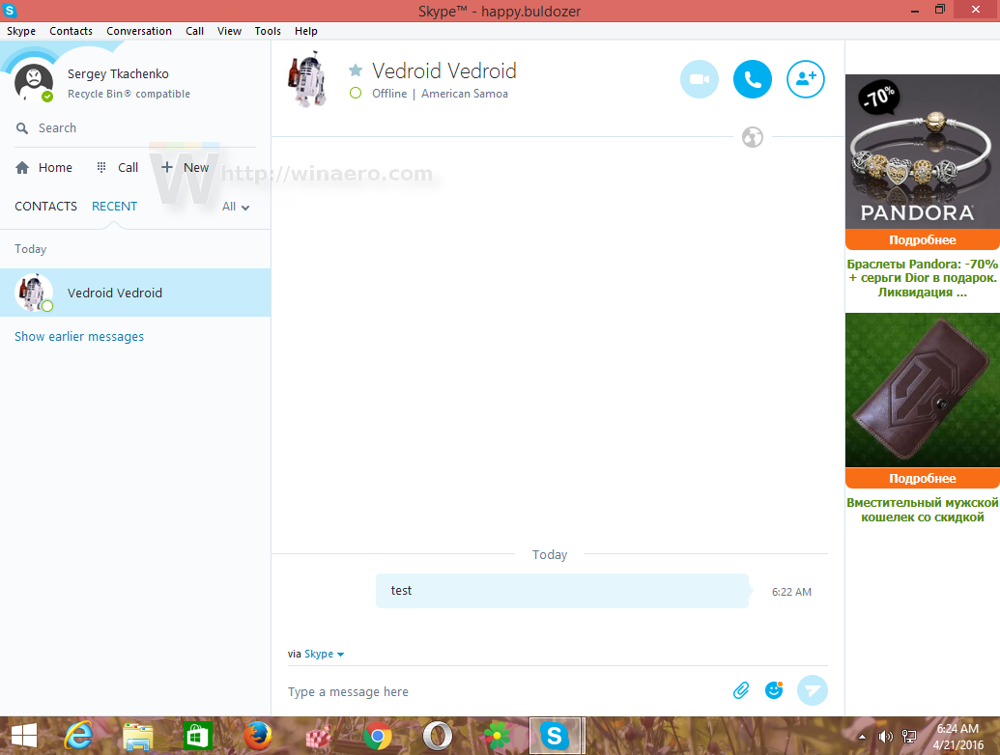 Skype™ - happy.buldozer
Skype Contacts Conversation Call View Tools Help
Sergey Tkachenko
Recycle Bin® compatible
Search
Home Call New
CONTACTS RECENT All
Today
Vedroid Vedroid
Show earlier messages
W http://winaero.com
Vedroid Vedroid
Offline | American Samoa
Today
test
6:22 AM
via Skype
Type a message here
-70%
PANDORA
Подробнее
Браслеты Pandora: -70%
+ серьги Dior в подарок.
Ликвидация ...
Подробнее
Вместительный мужской
кошелек со скидкой
6:24 AM
4/21/2016